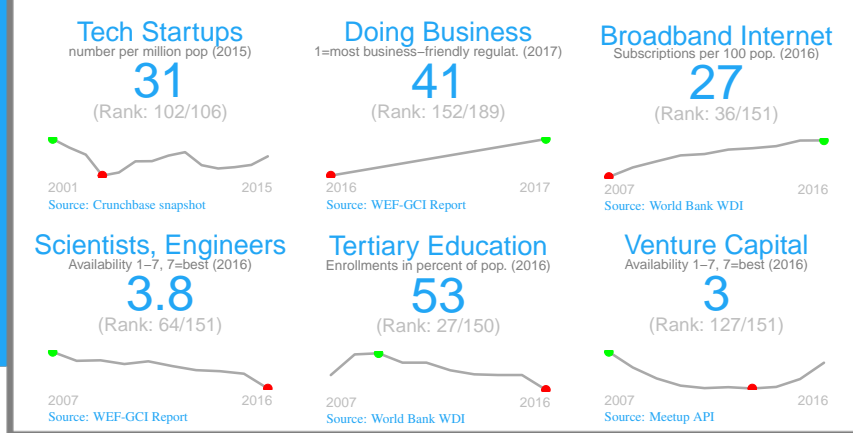 Tech Startups
number per million pop (2015)
31
(Rank: 102/106)
2001 2015
Source: Crunchbase snapshot
Doing Business
1=most business−friendly regulat. (2017)
41
(Rank: 152/189)
2016 2017
Source: WEF-GCI Report
Broadband Internet
Subscriptions per 100 pop. (2016)
27
(Rank: 36/151)
2007 2016
Source: World Bank WDI
Scientists, Engineers
Availability 1−7, 7=best (2016)
3.8
(Rank: 64/151)
2007 2016
Source: WEF-GCI Report
Tertiary Education
Enrollments in percent of pop. (2016)
53
(Rank: 27/150)
2007 2016
Source: World Bank WDI
Venture Capital
Availability 1−7, 7=best (2016)
3
(Rank: 127/151)
2007 2016
Source: Meetup API